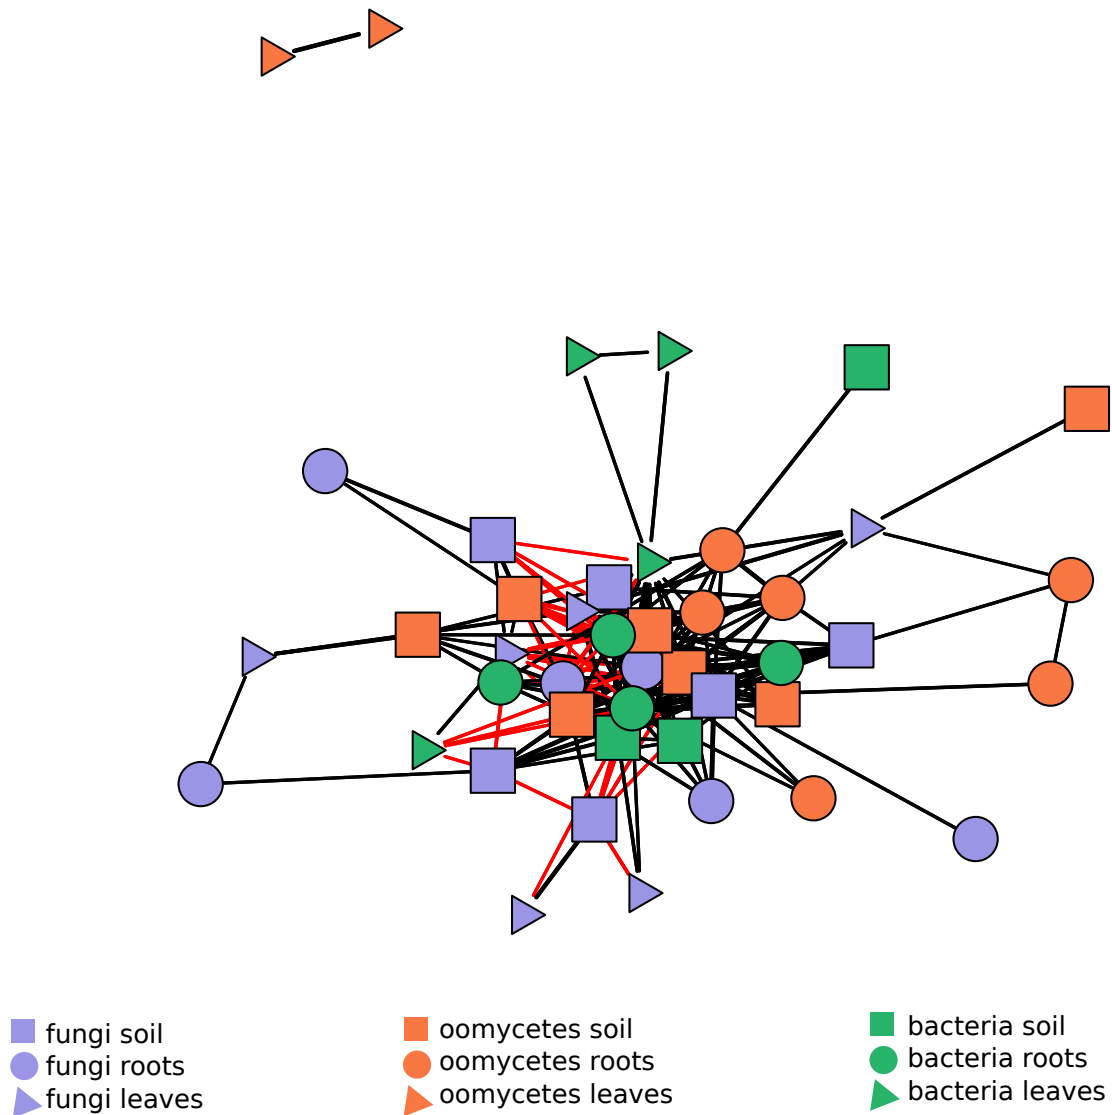 fungi soil
fungi roots
fungi leaves
oomycetes soil
oomycetes roots
oomycetes leaves
bacteria soil
bacteria roots
bacteria leaves